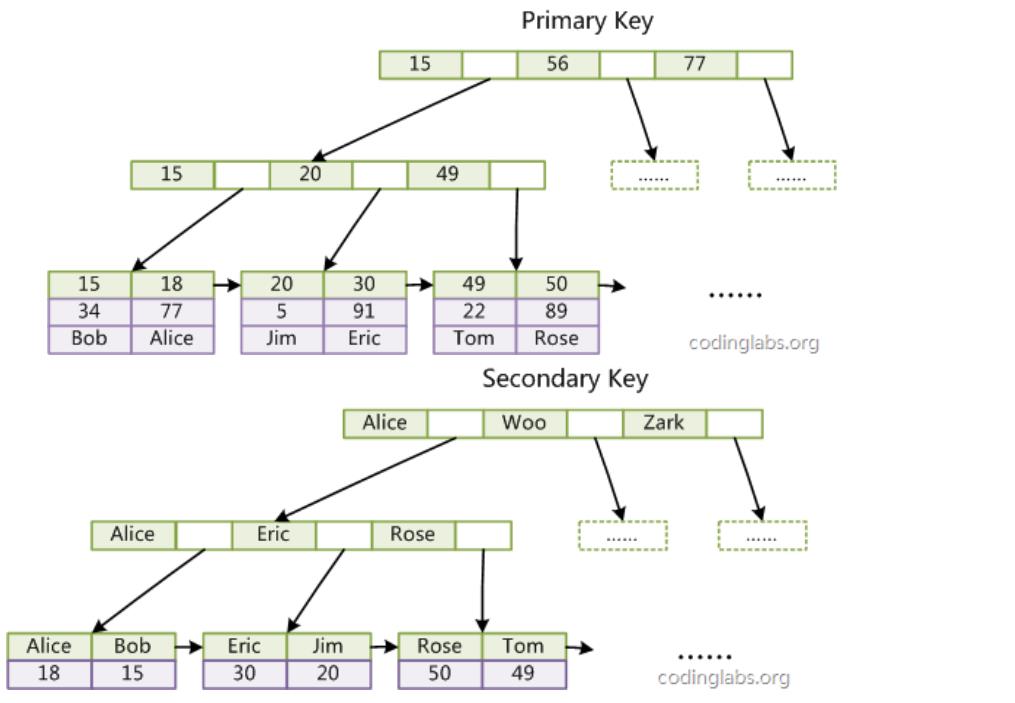 Primary Key
15 56 77
15 20 49
...... ......
15 18 20 30 49 50
34 77 5 91 22 89
Bob Alice Jim Eric Tom Rose
......
codinglabs.org
Secondary Key
Alice Woo Zark
Alice Eric Rose
...... ......
Alice Bob Eric Jim Rose Tom
18 15 30 20 50 49
......
codinglabs.org